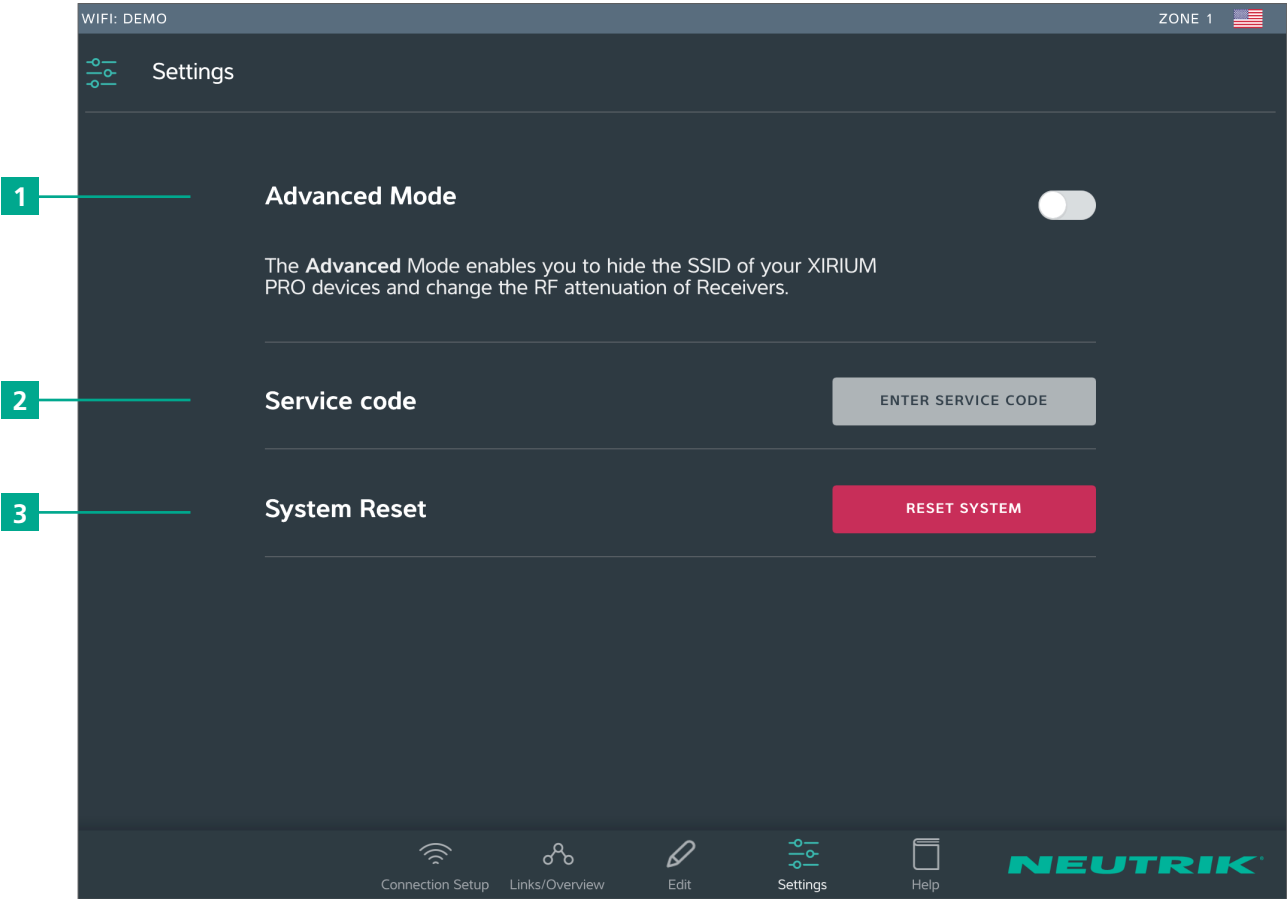 WIFI: DEMO ZONE 1
Settings
1 Advanced Mode
The Advanced Mode enables you to hide the SSID of your XIRIUM
PRO devices and change the RF attenuation of Receivers.
2 Service code ENTER SERVICE CODE
3 System Reset RESET SYSTEM
Connection Setup Links/Overview Edit Settings Help NEUTRIK